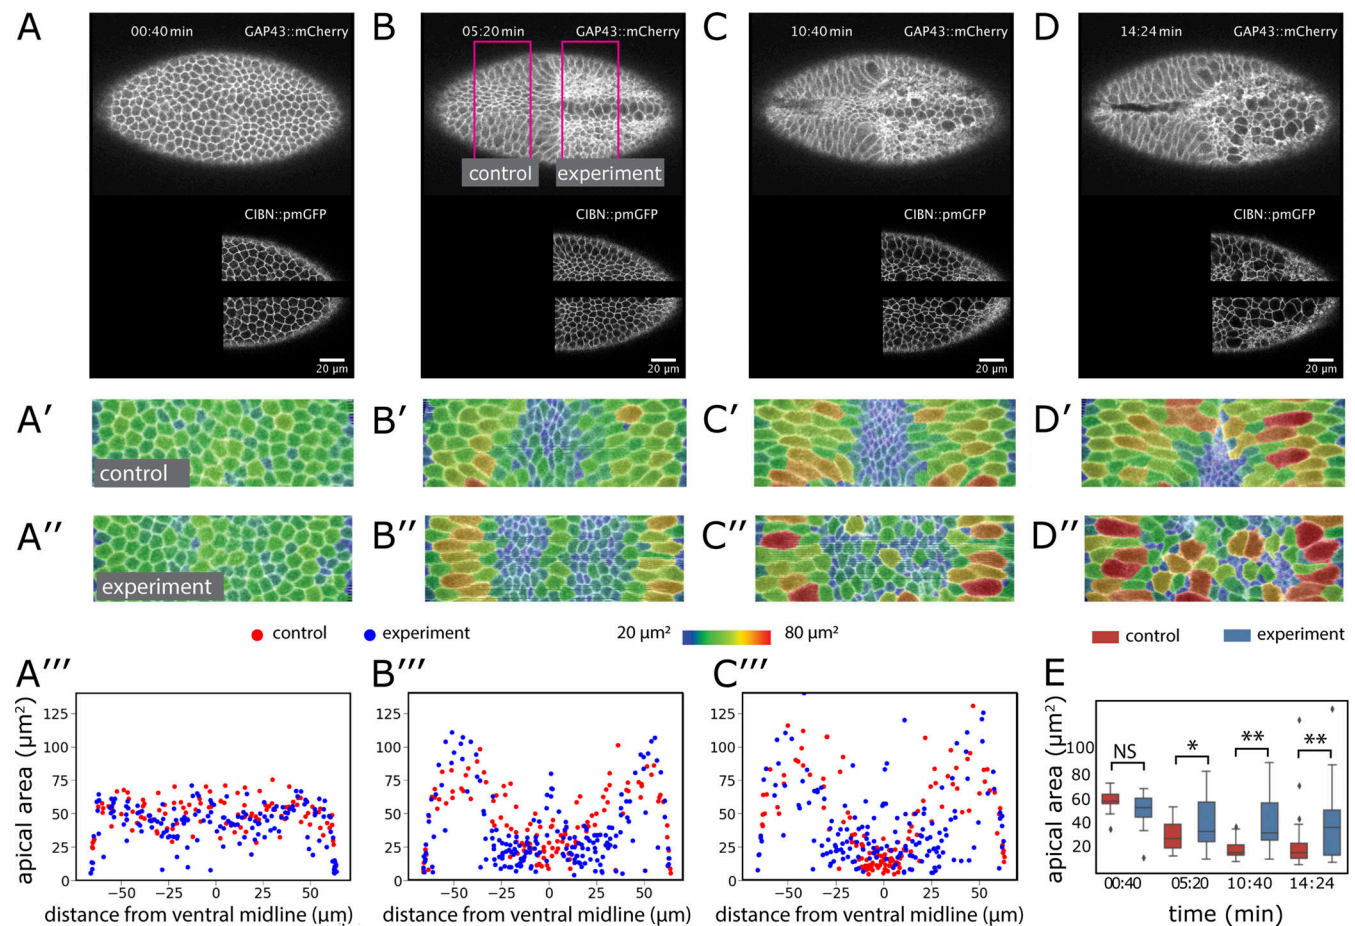 A
00:40 min
GAP43::mCherry
CIBN::pmGFP
20 µm
B
05:20 min
GAP43::mCherry
control
experiment
CIBN::pmGFP
20 µm
C
10:40 min
GAP43::mCherry
CIBN::pmGFP
20 µm
D
14:24 min
GAP43::mCherry
CIBN::pmGFP
20 µm
A′
control
B′
C′
D′
A′′
experiment
B′′
C′′
D′′
control
experiment
20 µm²
80 µm²
control
experiment
A′′′
apical area (µm²)
125
100
75
50
25
0
−50
−25
0
25
50
distance from ventral midline (µm)
B′′′
125
100
75
50
25
0
−50
−25
0
25
50
distance from ventral midline (µm)
C′′′
125
100
75
50
25
0
−50
−25
0
25
50
distance from ventral midline (µm)
E
apical area (µm²)
100
80
60
40
20
NS
*
**
**
00:40
05:20
10:40
14:24
time (min)